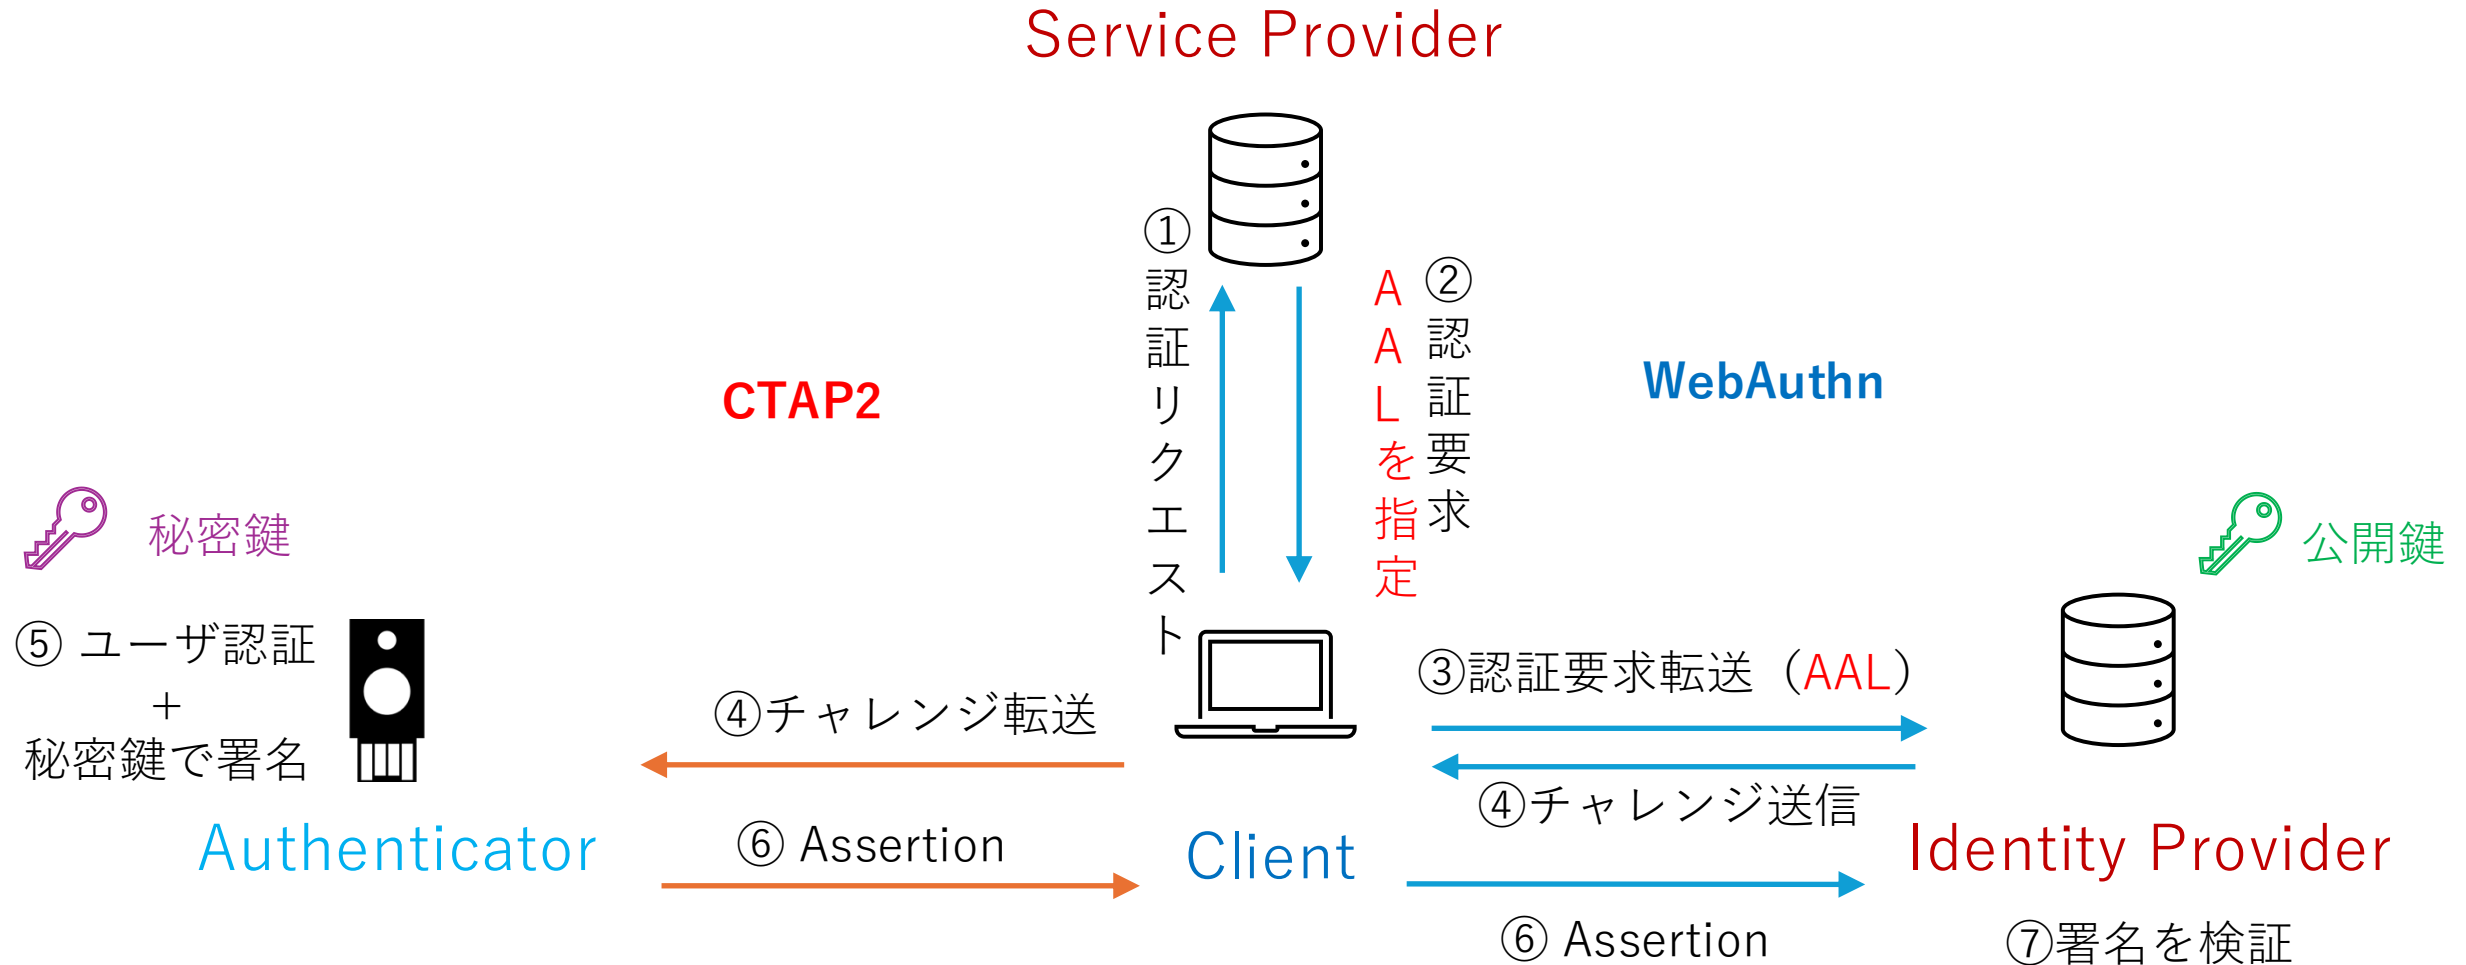 Service Provider
①認証リクエスト
②認証要求
AALを指定
CTAP2
WebAuthn
秘密鍵
公開鍵
⑤ ユーザ認証
+
秘密鍵で署名
④チャレンジ転送
③認証要求転送（AAL）
④チャレンジ送信
Authenticator
⑥ Assertion
Client
Identity Provider
⑥ Assertion
⑦署名を検証